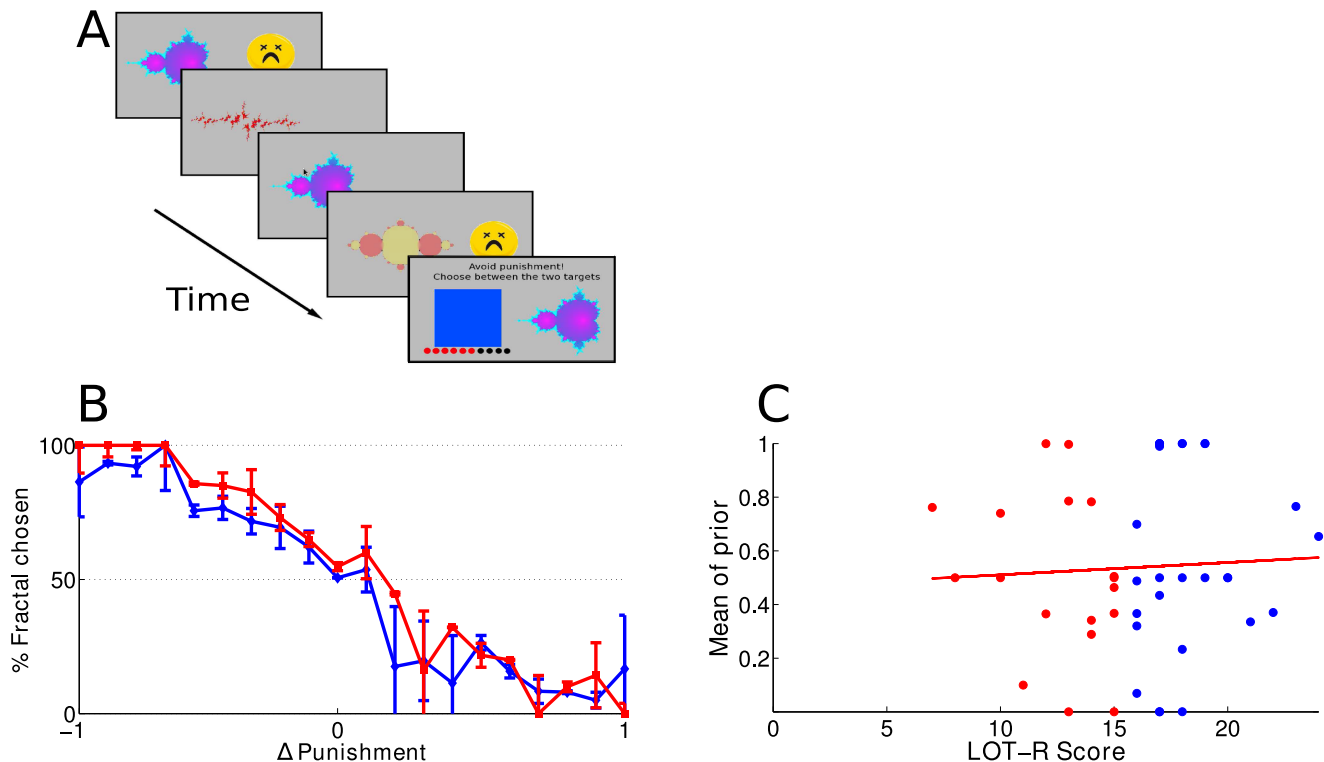 A
Avoid punishment!
Choose between the two targets
Time
B
% Fractal chosen
100
50
0
−1
0
1
Δ Punishment
C
Mean of prior
1
0.8
0.6
0.4
0.2
0
5
10
15
20
LOT−R Score